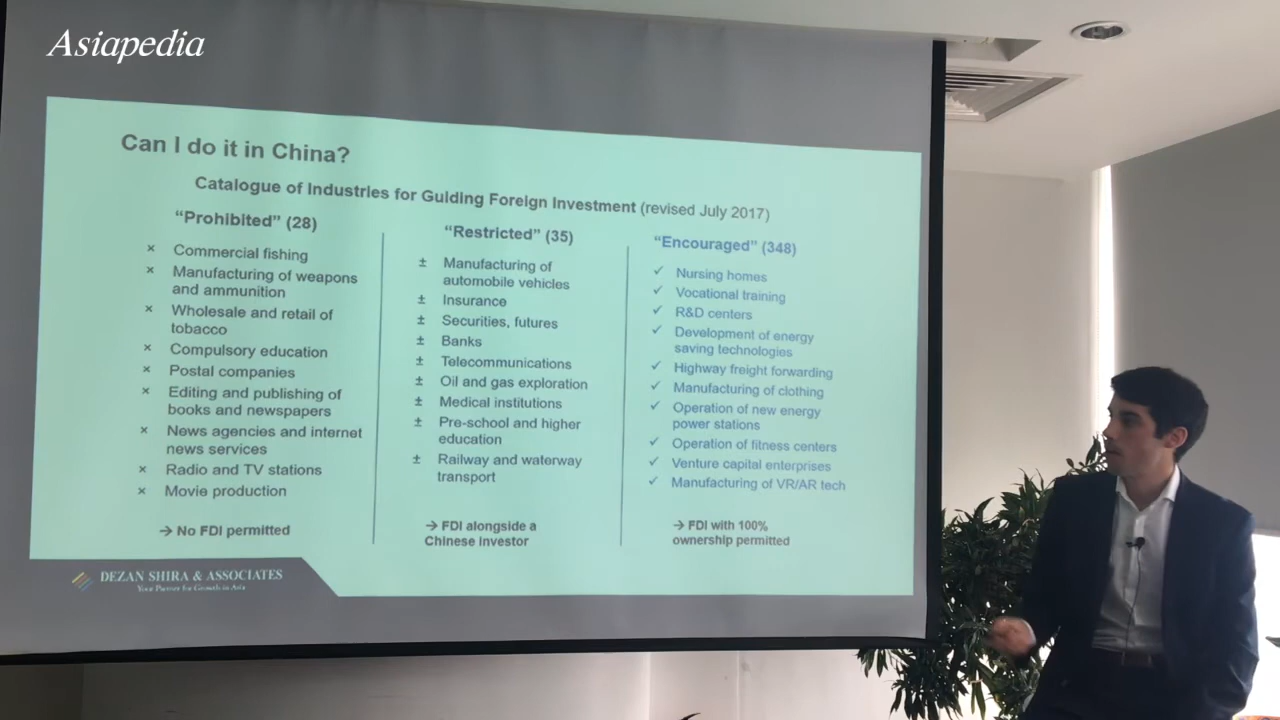 Asiapedia
Can I do it in China?
Catalogue of Industries for Guiding Foreign Investment (revised July 2017)
“Prohibited” (28)
× Commercial fishing
× Manufacturing of weapons
and ammunition
× Wholesale and retail of
tobacco
× Compulsory education
× Postal companies
× Editing and publishing of
books and newspapers
× News agencies and internet
news services
× Radio and TV stations
× Movie production
→ No FDI permitted
“Restricted” (35)
± Manufacturing of
automobile vehicles
± Insurance
± Securities, futures
± Banks
± Telecommunications
± Oil and gas exploration
± Medical institutions
± Pre-school and higher
education
± Railway and waterway
transport
→ FDI alongside a
Chinese investor
“Encouraged” (348)
✓ Nursing homes
✓ Vocational training
✓ R&D centers
✓ Development of energy
saving technologies
✓ Highway freight forwarding
✓ Manufacturing of clothing
✓ Operation of new energy
power stations
✓ Operation of fitness centers
✓ Venture capital enterprises
✓ Manufacturing of VR/AR tech
→ FDI with 100%
ownership permitted
DEZAN SHIRA & ASSOCIATES
Your Partner for Growth in Asia